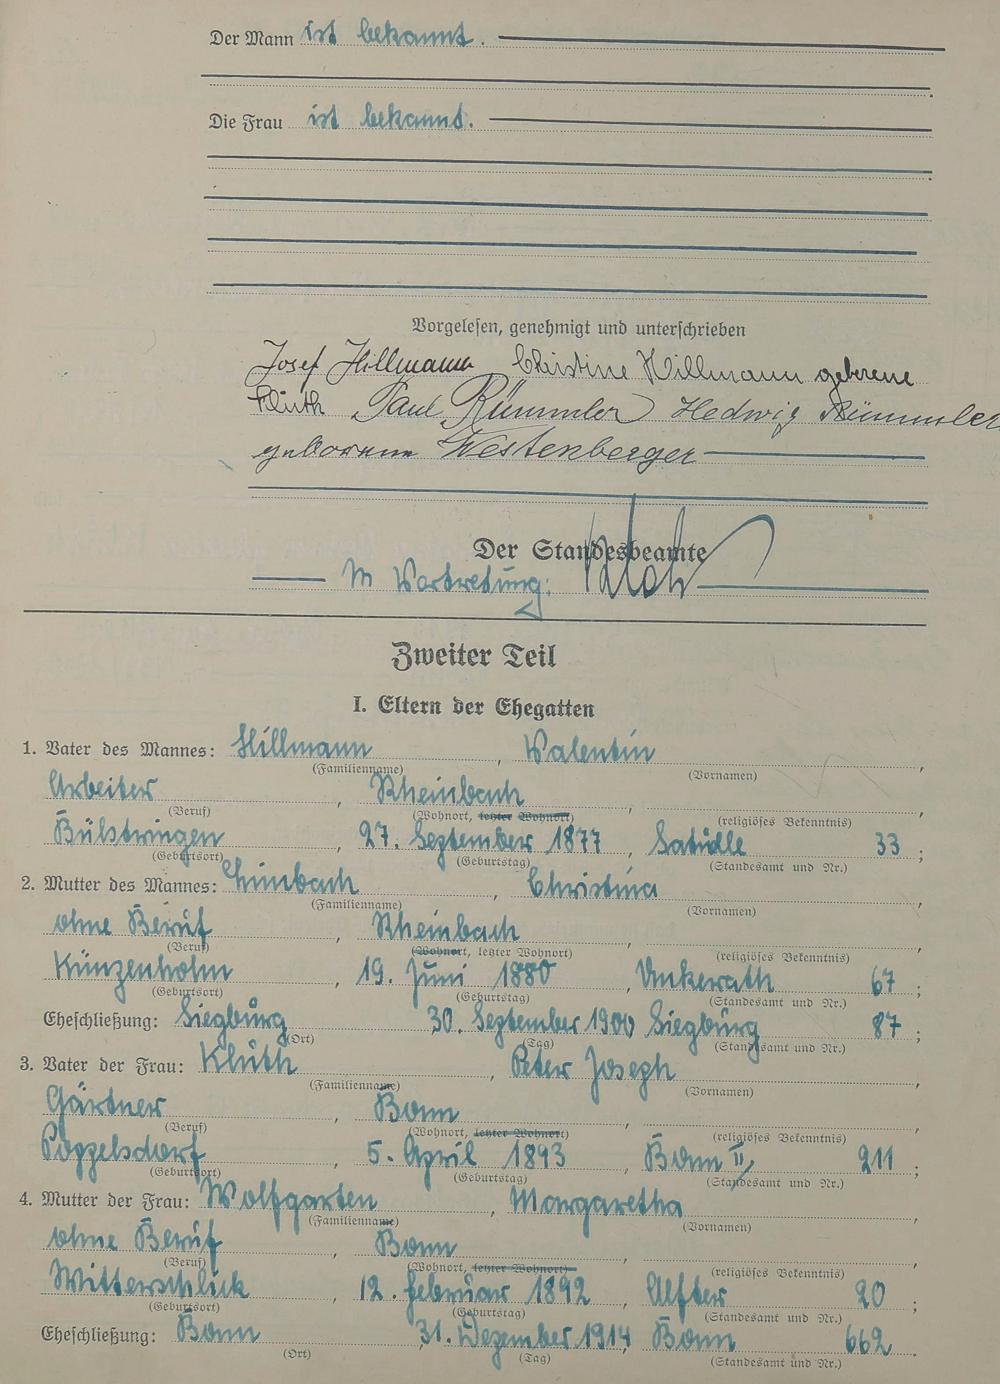 Der Mann ist bekannt.
Die Frau ist bekannt.
Vorgelesen, genehmigt und unterschrieben
Josef Hillmann Christine Hillmann geborene
Kluth Paul Rümmler Hedwig Rümmler
geborene Westenberger
Der Standesbeamte
In Vertretung:
Zweiter Teil
I. Eltern der Ehegatten
1. Vater des Mannes: Hillmann, Valentin,
(Familienname) (Vornamen)
Arbeiter, Rheinbach,
(Beruf) (Wohnort, letzter Wohnort) (religiöses Bekenntnis)
Bülstringen, 27. September 1877, Satuelle 33;
(Geburtsort) (Geburtstag) (Standesamt und Nr.)
2. Mutter des Mannes: Limbach, Christina,
(Familienname) (Vornamen)
ohne Beruf, Rheinbach,
(Beruf) (Wohnort, letzter Wohnort) (religiöses Bekenntnis)
Künzenhohn, 19. Juni 1880, Unkerath 67;
(Geburtsort) (Geburtstag) (Standesamt und Nr.)
Eheschließung: Siegburg 30. September 1900 Siegburg 87;
(Ort) (Tag) (Standesamt und Nr.)
3. Vater der Frau: Kluth, Peter Joseph,
(Familienname) (Vornamen)
Gärtner, Bonn,
(Beruf) (Wohnort, letzter Wohnort) (religiöses Bekenntnis)
Poppelsdorf, 5. April 1893, Bonn II, 211;
(Geburtsort) (Geburtstag) (Standesamt und Nr.)
4. Mutter der Frau: Wolfgarten, Margaretha,
(Familienname) (Vornamen)
ohne Beruf, Bonn,
(Beruf) (Wohnort, letzter Wohnort) (religiöses Bekenntnis)
Witterschlick, 12. Februar 1892, Alfter 20;
(Geburtsort) (Geburtstag) (Standesamt und Nr.)
Eheschließung: Bonn, 31. Dezember 1914 Bonn 662.
(Ort) (Tag) (Standesamt und Nr.)